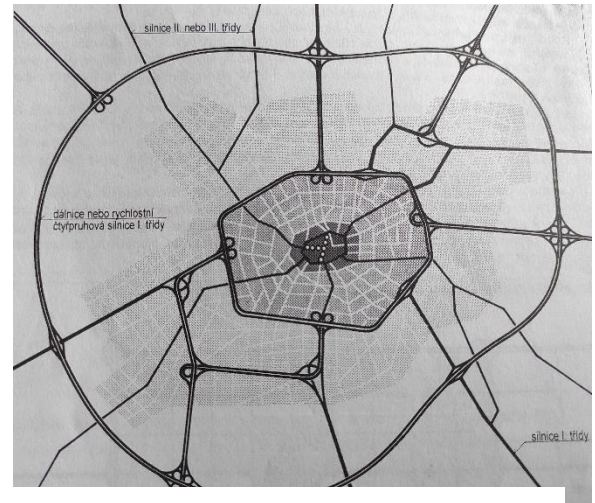 silnice II. nebo III. třídy
dálnice nebo rychlostní
čtyřpruhová silnice I. třídy
silnice I. třídy